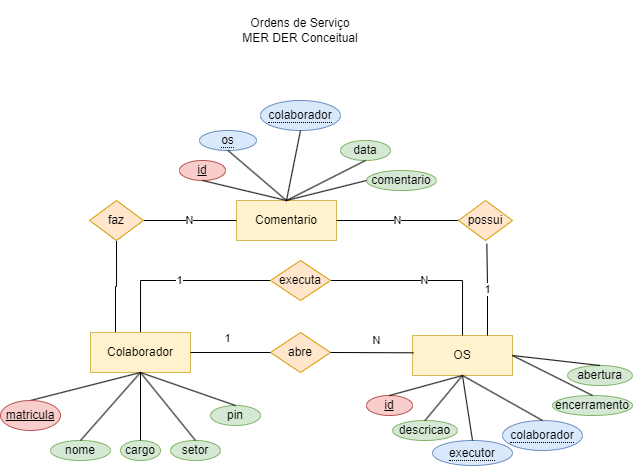 Ordens de Serviço
MER DER Conceitual
colaborador
os
data
id
comentario
faz
N
Comentario
N
possui
1
executa
N
1
Colaborador
1
abre
N
OS
abertura
matricula
pin
id
encerramento
descricao
colaborador
nome
cargo
setor
executor